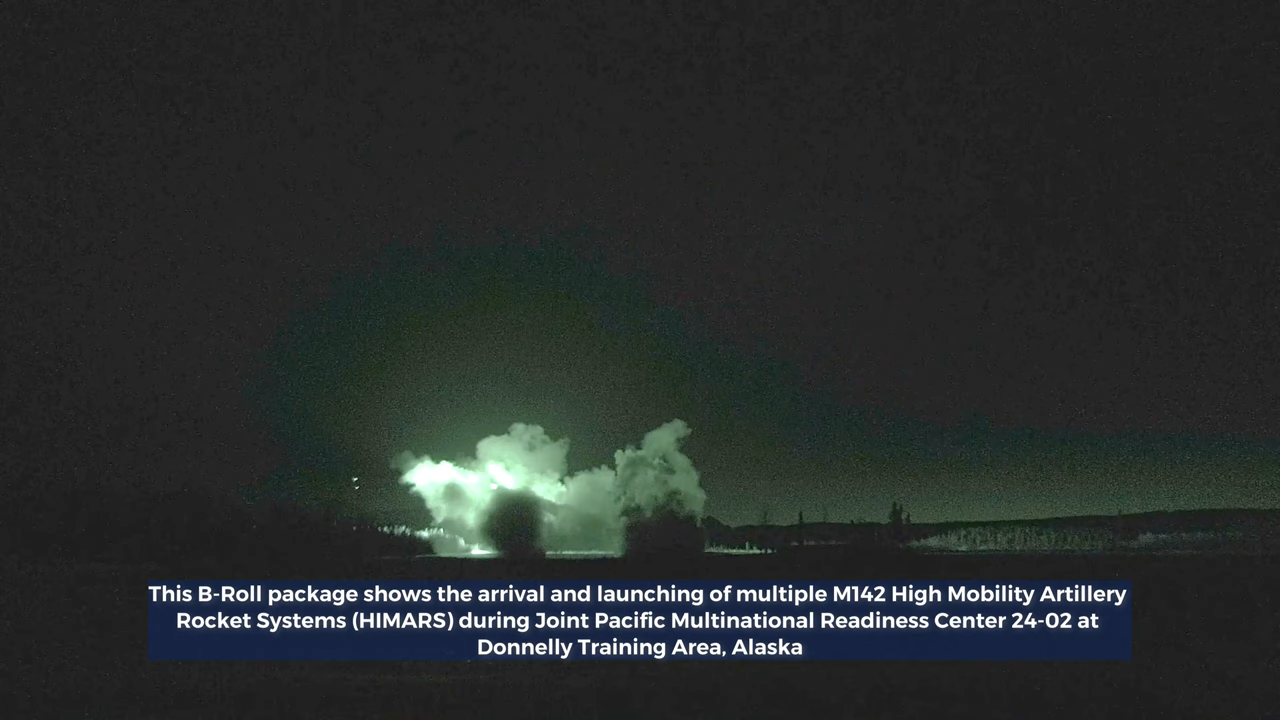 This B-Roll package shows the arrival and launching of multiple M142 High Mobility Artillery
Rocket Systems (HIMARS) during Joint Pacific Multinational Readiness Center 24-02 at
Donnelly Training Area, Alaska